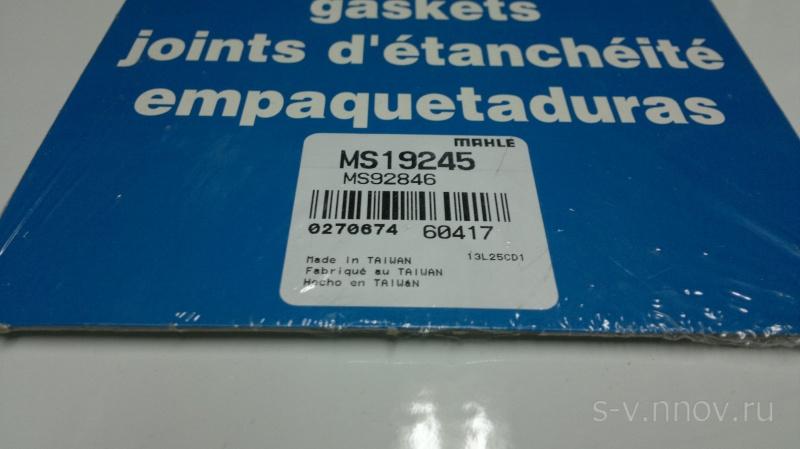 gaskets
joints d'étanchéité
empaquetaduras
MAHLE
MS19245
MS92846
0270674 60417
Made in TAIWAN 13L25CD1
Fabriqué au TAIWAN
Hecho en TAIWAN
s-v.nnov.ru